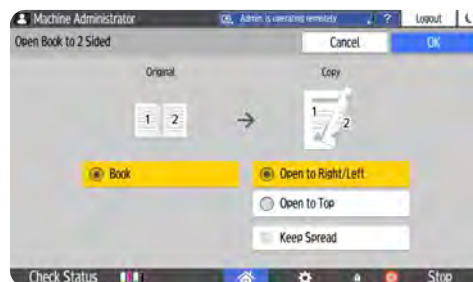 Machine Administrator Admin. is operating remotely ? Logout
Open Book to 2 Sided Cancel OK
Original Copy
1 2 1 2
Book Open to Right/Left
Open to Top
Keep Spread
Check Status Stop